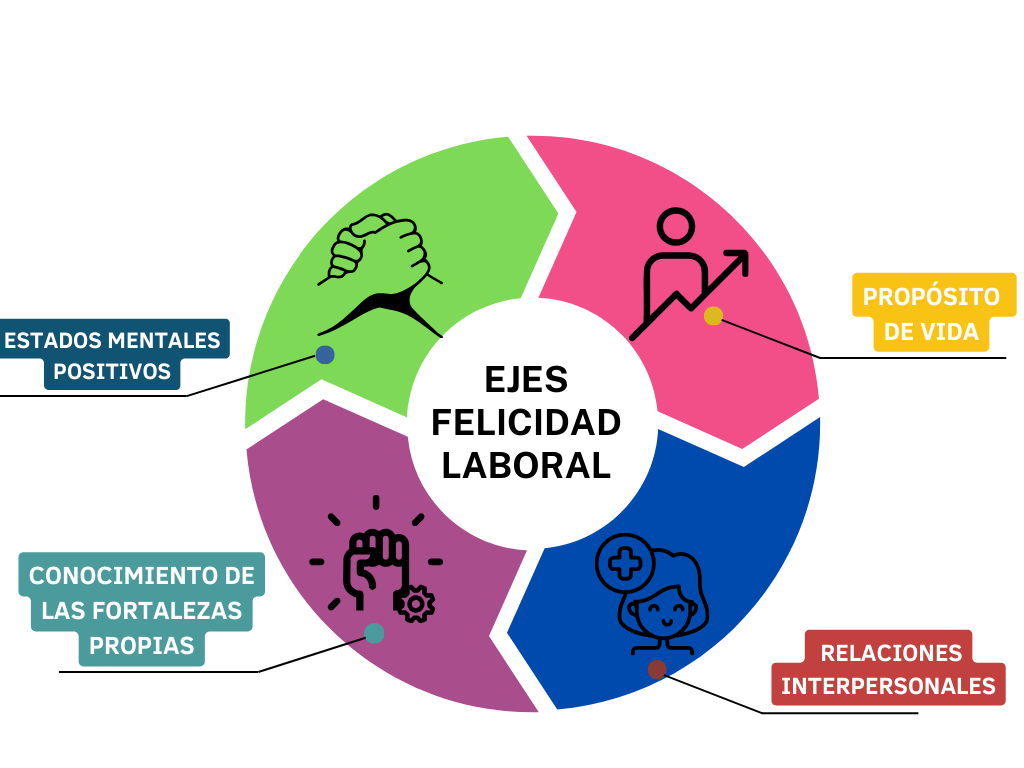 EJES
FELICIDAD
LABORAL
ESTADOS MENTALES
POSITIVOS
PROPÓSITO
DE VIDA
CONOCIMIENTO DE
LAS FORTALEZAS
PROPIAS
RELACIONES
INTERPERSONALES